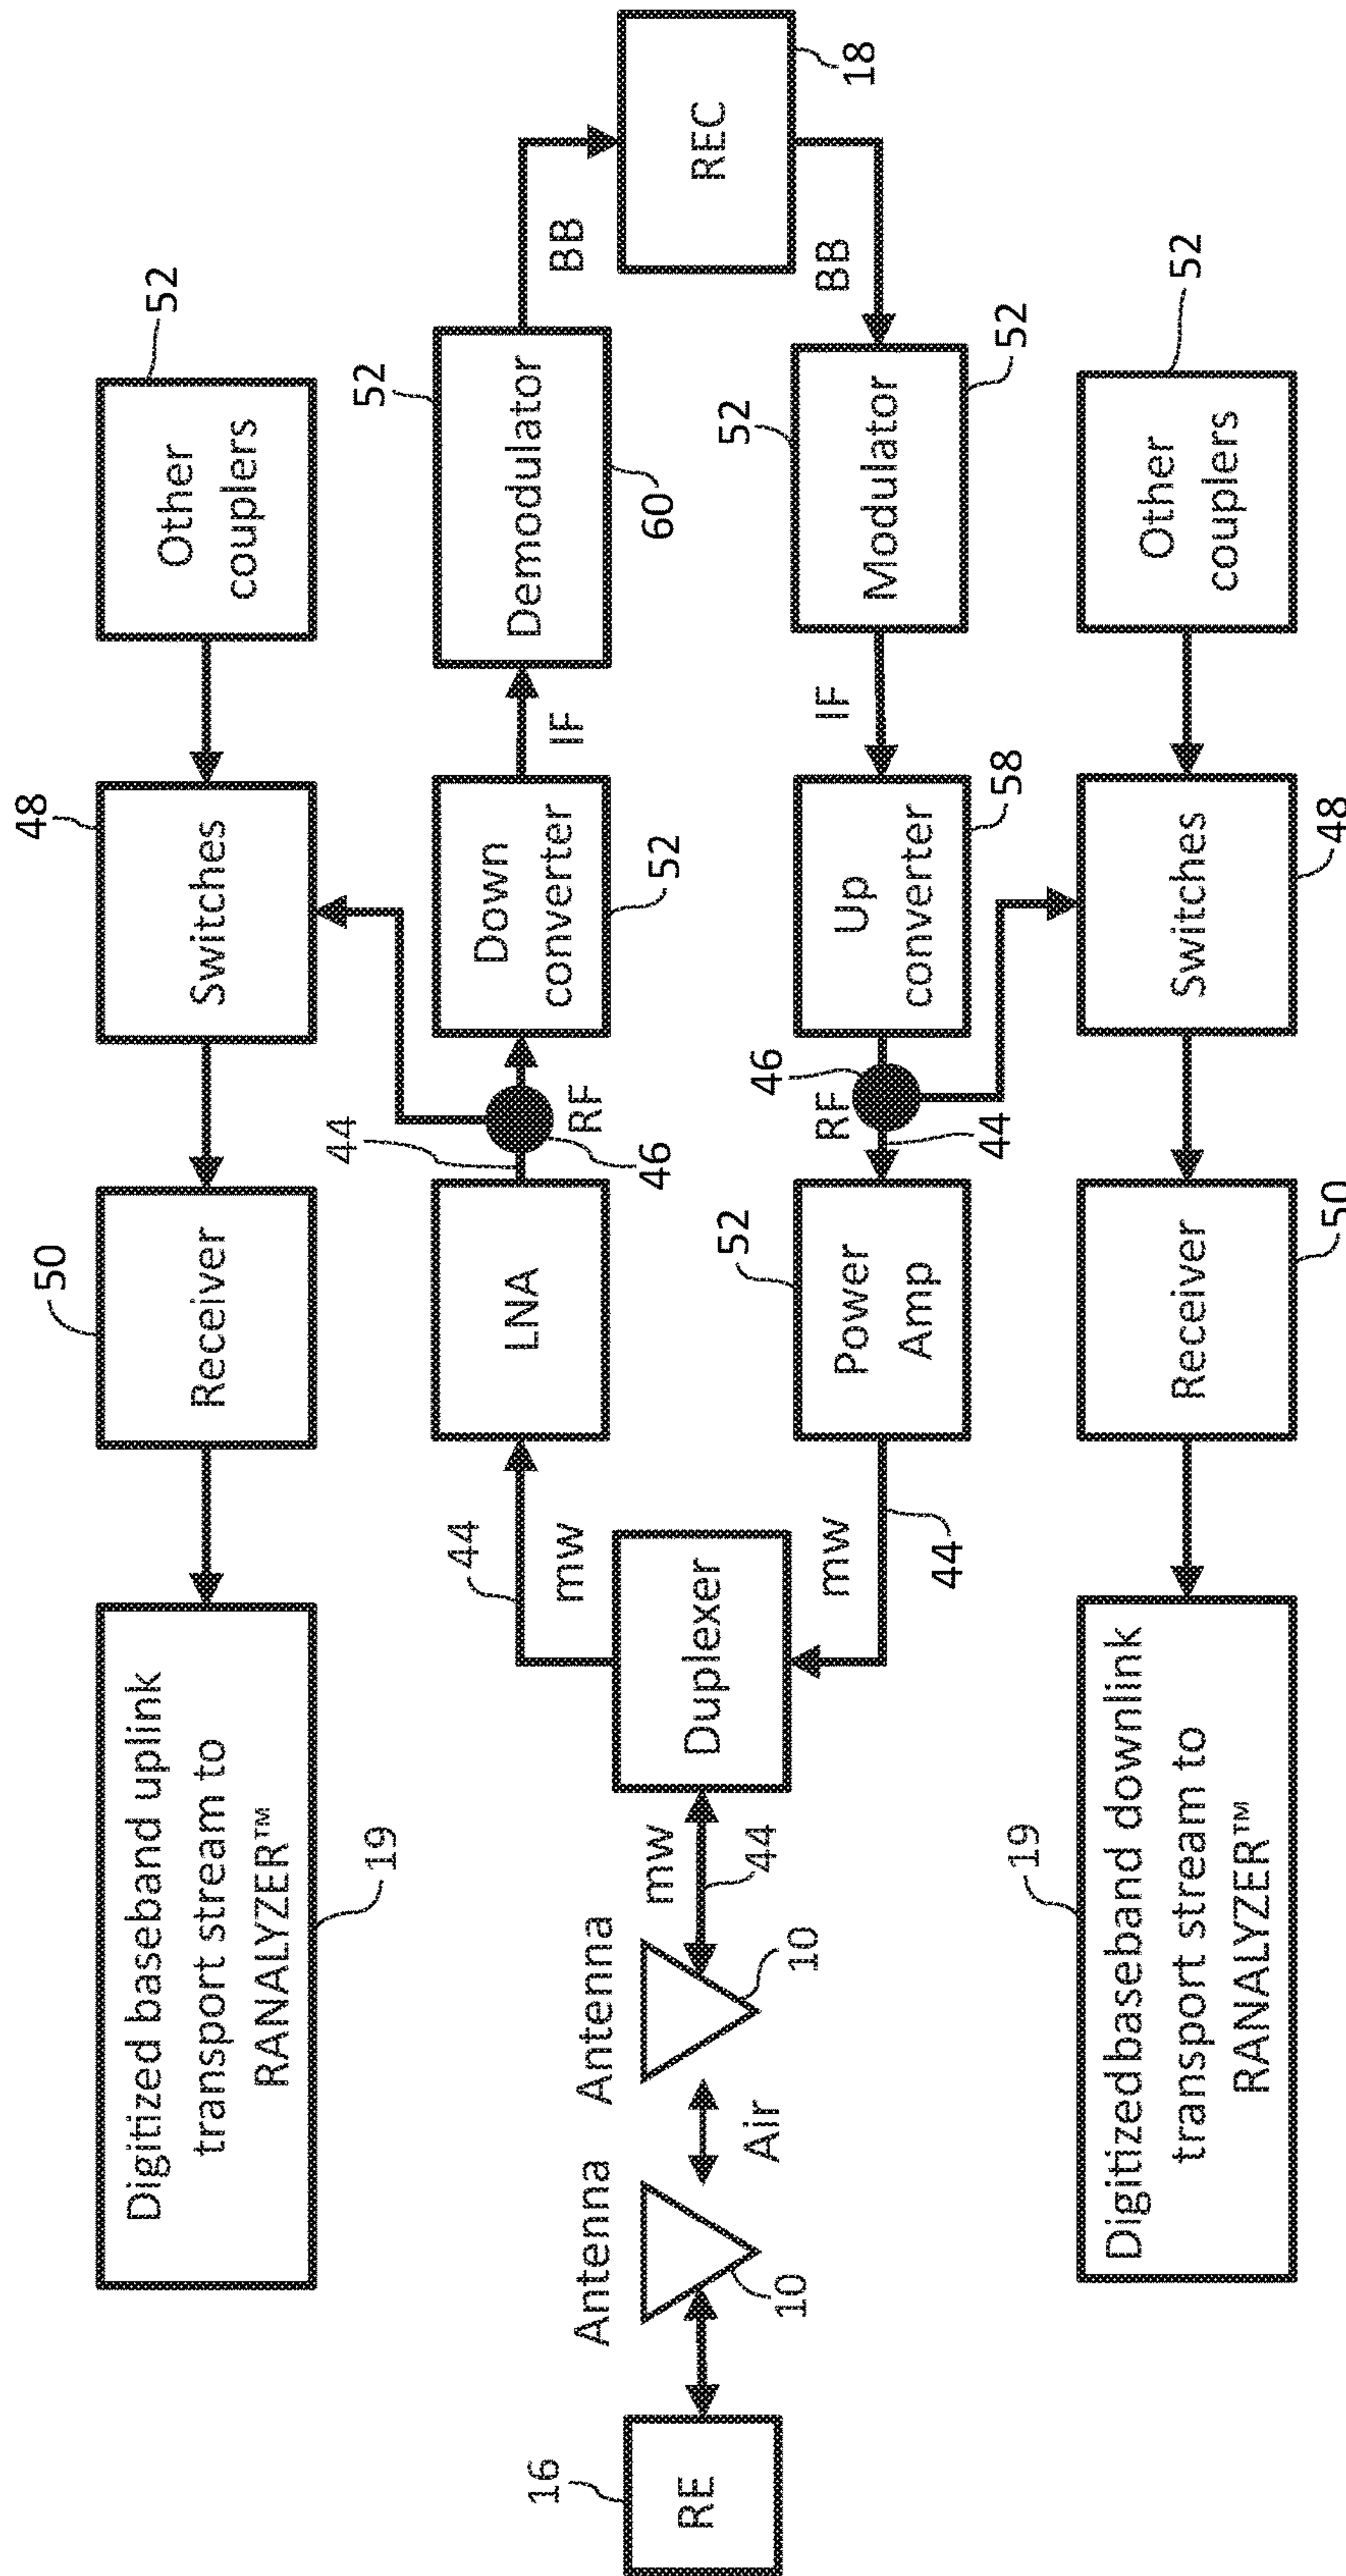 52
Other
couplers
48
Switches
50
Receiver
Digitized baseband uplink
transport stream to
RANALYZER™
19
52
Demodulator
60
BB
IF
Down
converter
52
RF
46
44
LNA
44
mw
REC
18
Duplexer
mw
44
Antenna
10
Air
Antenna
10
RE
16
BB
52
Modulator
52
IF
Up
converter
58
46
RF
44
52
Power
Amp
mw
44
52
Other
couplers
Switches
48
Receiver
50
19
Digitized baseband downlink
transport stream to
RANALYZER™